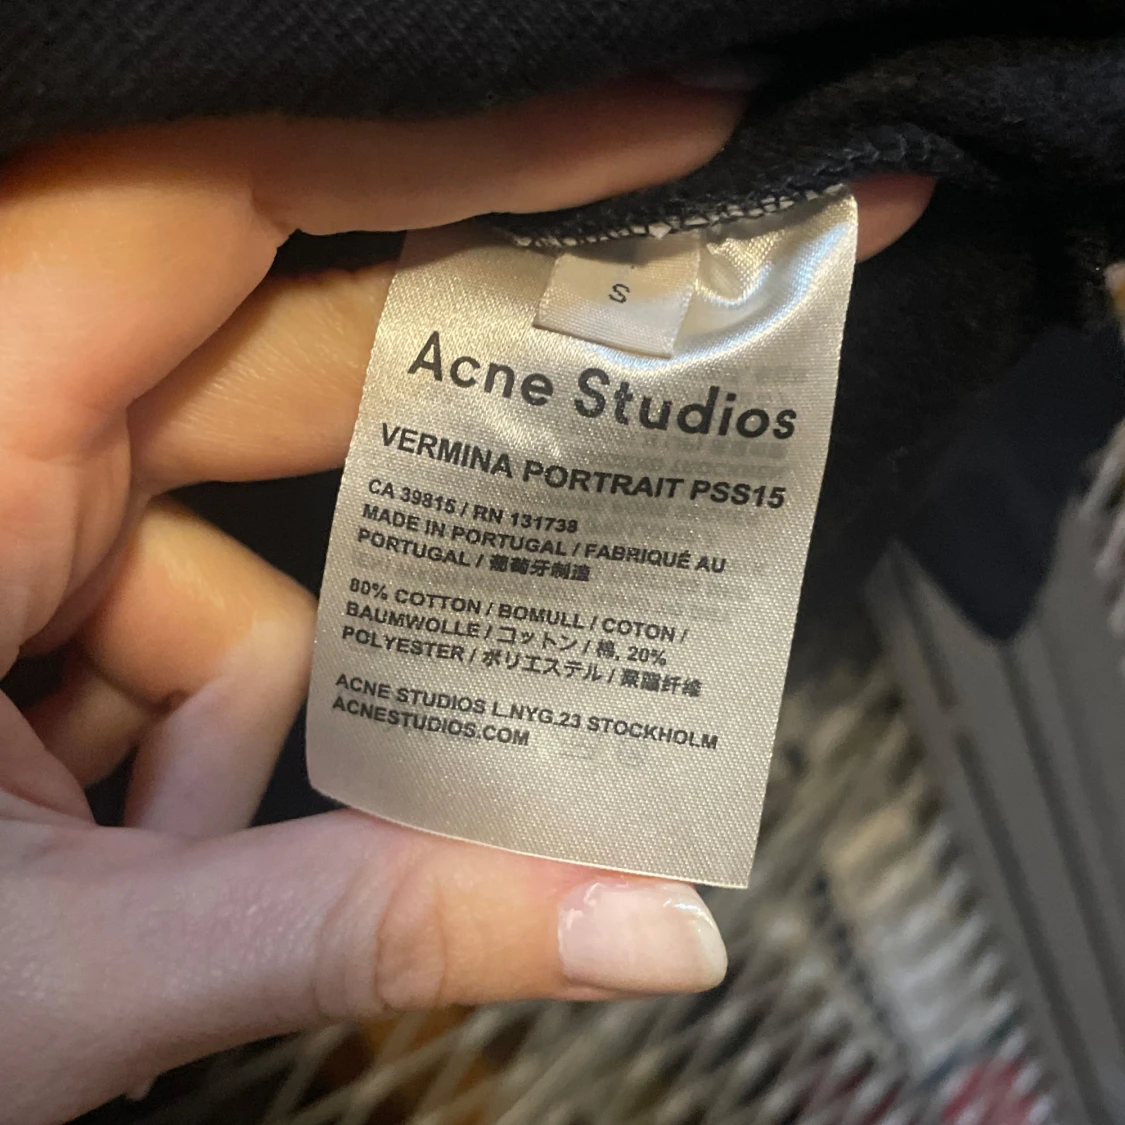 S
Acne Studios
VERMINA PORTRAIT PSS15
CA 39815 / RN 131738
MADE IN PORTUGAL / FABRIQUÉ AU
PORTUGAL / 葡萄牙制造
80% COTTON / BOMULL / COTON /
BAUMWOLLE / コットン / 棉, 20%
POLYESTER / ポリエステル / 聚酯纤维
ACNE STUDIOS L.NYG.23 STOCKHOLM
ACNESTUDIOS.COM